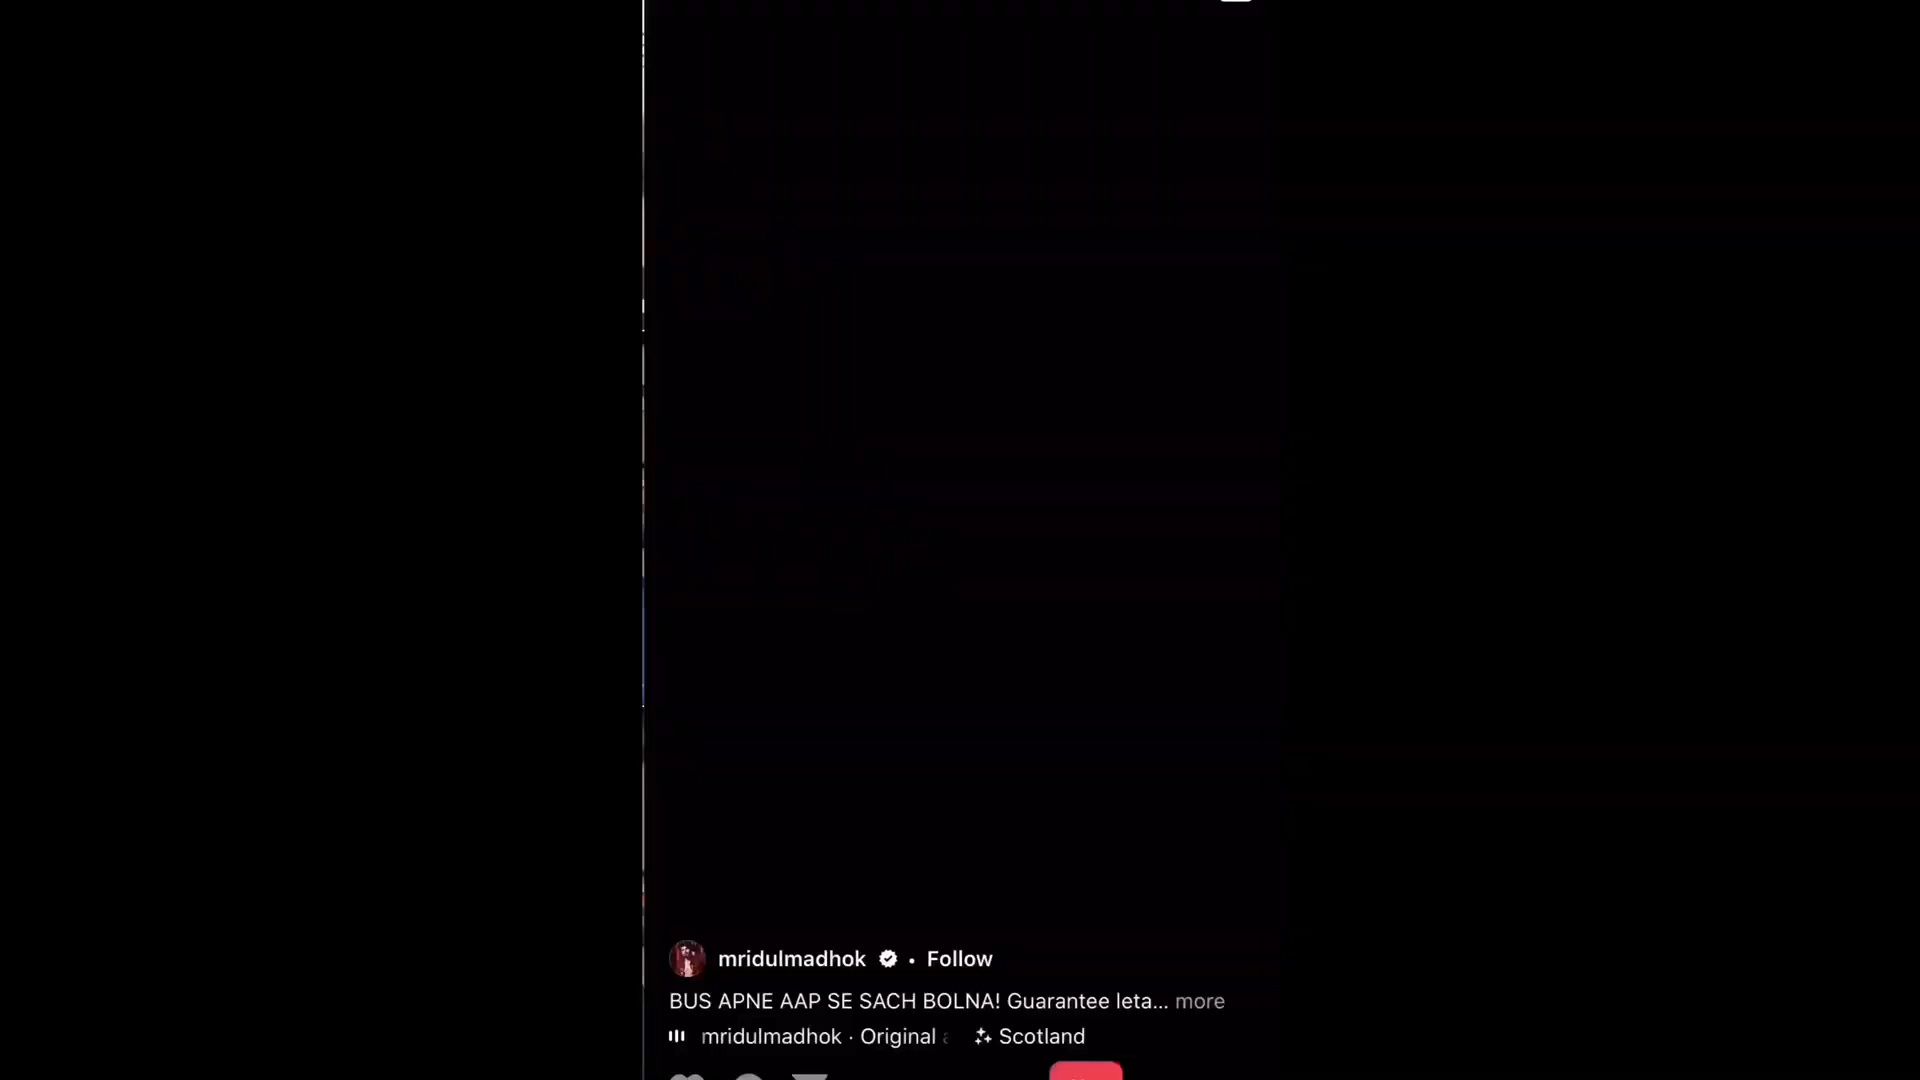 mridulmadhok • Follow
BUS APNE AAP SE SACH BOLNA! Guarantee leta... more
mridulmadhok · Original
Scotland